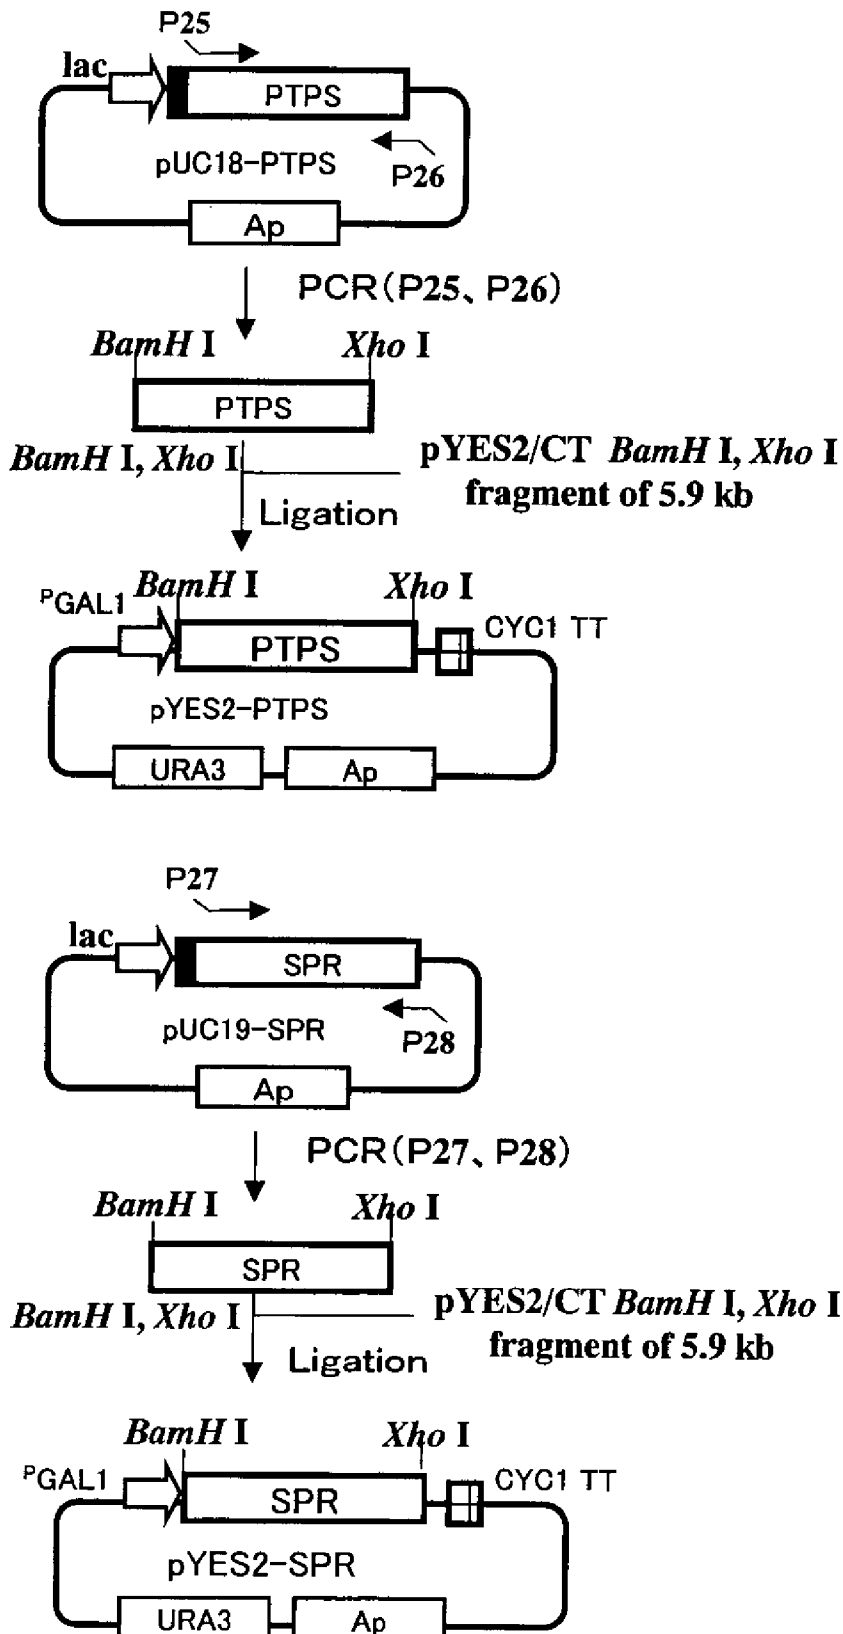 P25
lac
PTPS
pUC18-PTPS
P26
Ap
PCR(P25、P26)
BamH I
Xho I
PTPS
BamH I, Xho I
pYES2/CT BamH I, Xho I
fragment of 5.9 kb
Ligation
BamH I
Xho I
PGAL1
CYC1 TT
PTPS
pYES2-PTPS
URA3
Ap
P27
lac
SPR
pUC19-SPR
P28
Ap
PCR(P27、P28)
BamH I
Xho I
SPR
BamH I, Xho I
pYES2/CT BamH I, Xho I
fragment of 5.9 kb
Ligation
BamH I
Xho I
PGAL1
CYC1 TT
SPR
pYES2-SPR
URA3
Ap